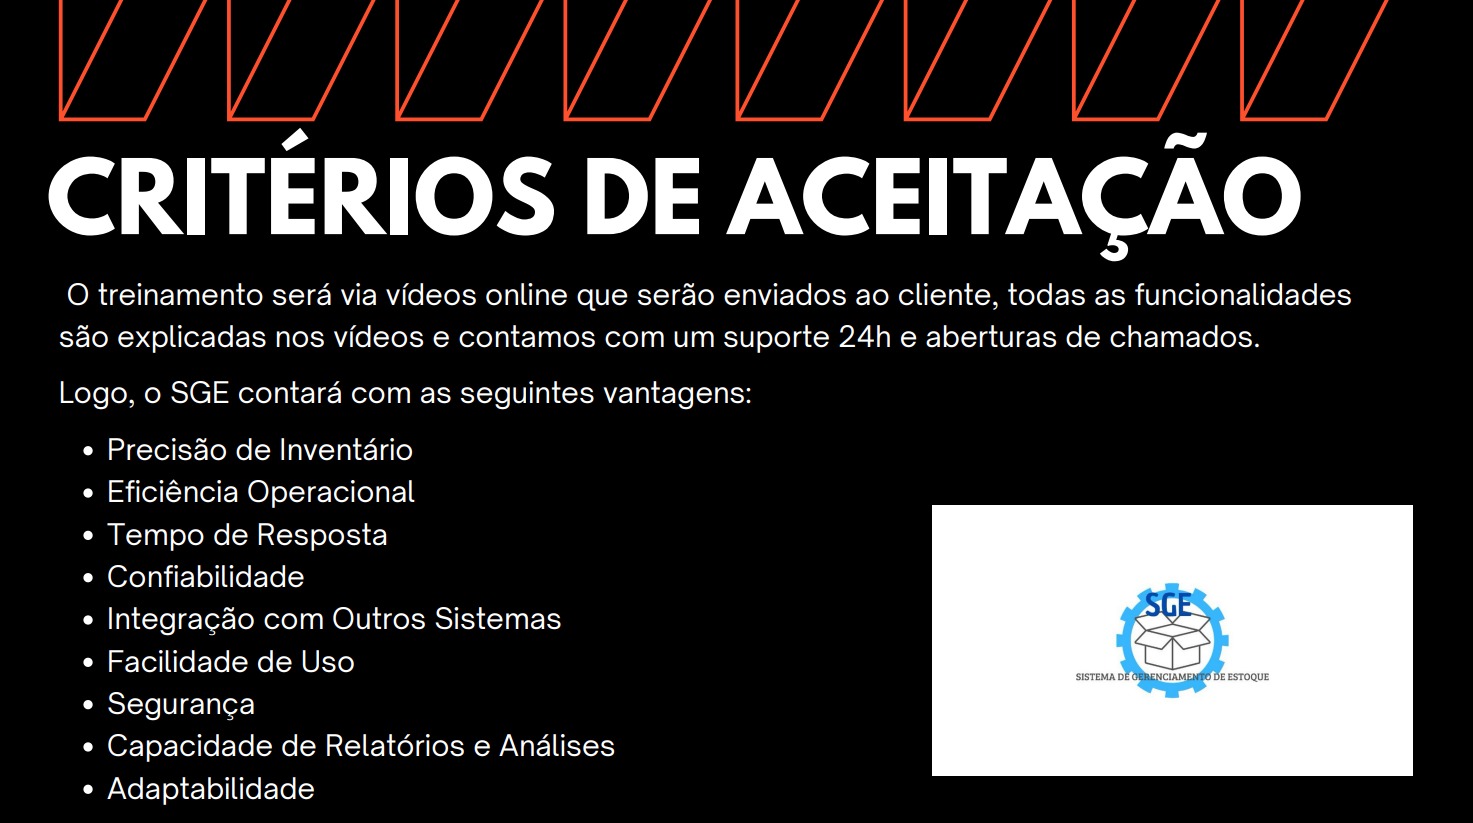 CRITÉRIOS DE ACEITAÇÃO
O treinamento será via vídeos online que serão enviados ao cliente, todas as funcionalidades
são explicadas nos vídeos e contamos com um suporte 24h e aberturas de chamados.
Logo, o SGE contará com as seguintes vantagens:
• Precisão de Inventário
• Eficiência Operacional
• Tempo de Resposta
• Confiabilidade
• Integração com Outros Sistemas
• Facilidade de Uso
• Segurança
• Capacidade de Relatórios e Análises
• Adaptabilidade
SGE
SISTEMA DE GERENCIAMENTO DE ESTOQUE